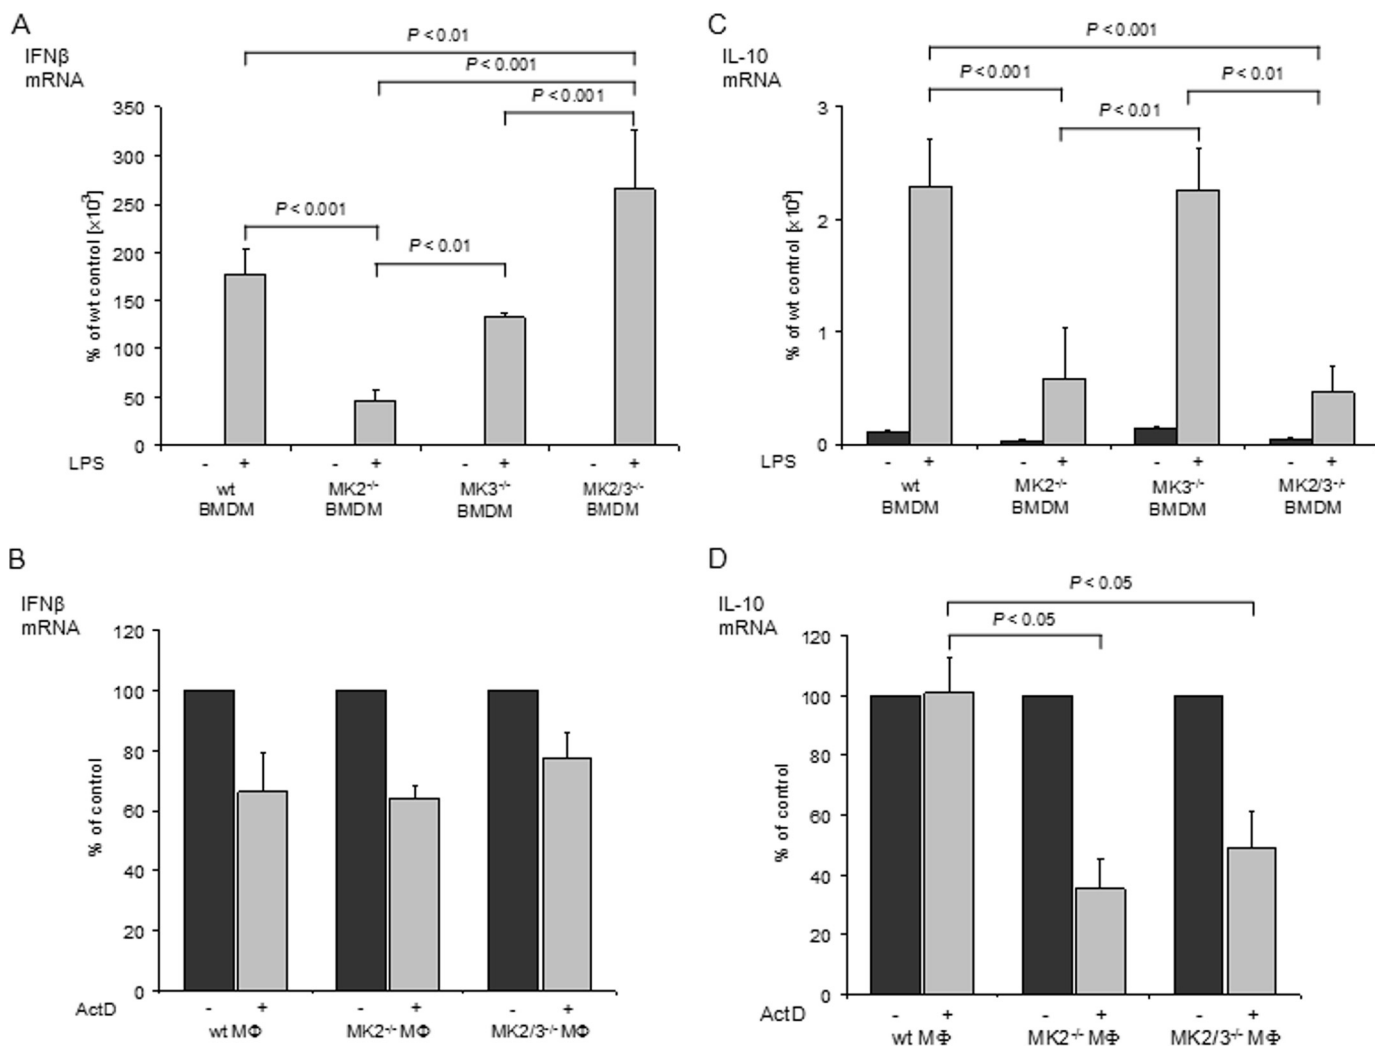 A
IFNβ
mRNA
P < 0.01
P < 0.001
P < 0.001
P < 0.001
P < 0.01
% of wt control [×10³]
350
300
250
200
150
100
50
0
LPS - + - + - + - +
wt MK2-/- MK3-/- MK2/3-/-
BMDM BMDM BMDM BMDM
C
IL-10
mRNA
P < 0.001
P < 0.001 P < 0.01
P < 0.01
% of wt control [×10³]
3
2
1
0
LPS - + - + - + - +
wt MK2-/- MK3-/- MK2/3-/-
BMDM BMDM BMDM BMDM
B
IFNβ
mRNA
% of control
120
100
80
60
40
20
0
ActD - + - + - +
wt MΦ MK2-/- MΦ MK2/3-/- MΦ
D
IL-10
mRNA
P < 0.05
P < 0.05
% of control
120
100
80
60
40
20
0
ActD - + - + - +
wt MΦ MK2-/- MΦ MK2/3-/- MΦ